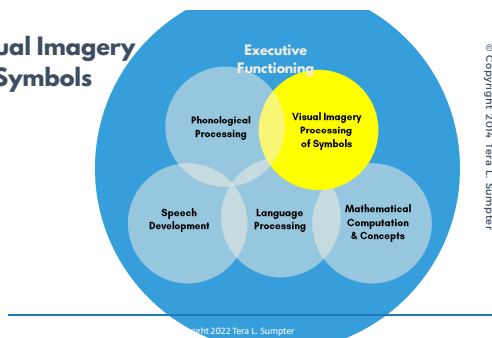 ual Imagery
Symbols
Executive
Functioning
Phonological
Processing
Visual Imagery
Processing
of Symbols
Speech
Development
Language
Processing
Mathematical
Computation
& Concepts
© Copyright 2014 Tera L. Sumpter
right 2022 Tera L. Sumpter